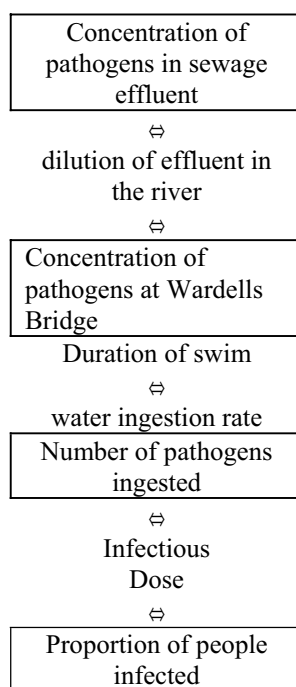 Concentration of
pathogens in sewage
effluent
⇔
dilution of effluent in
the river
⇔
Concentration of
pathogens at Wardells
Bridge
Duration of swim
⇔
water ingestion rate
Number of pathogens
ingested
⇔
Infectious
Dose
⇔
Proportion of people
infected